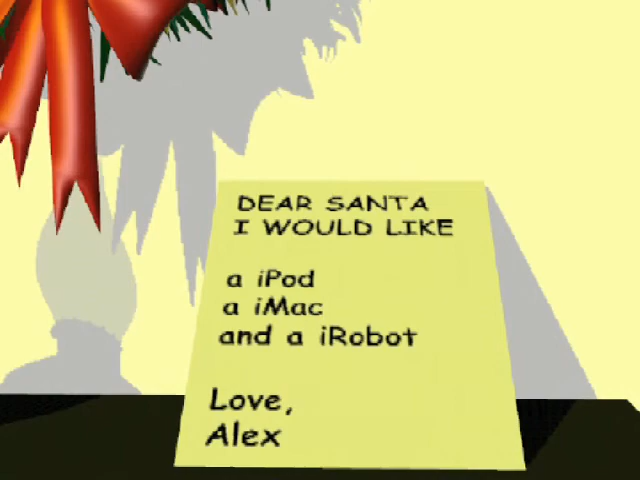 DEAR SANTA
I WOULD LIKE
a iPod
a iMac
and a iRobot
Love,
Alex